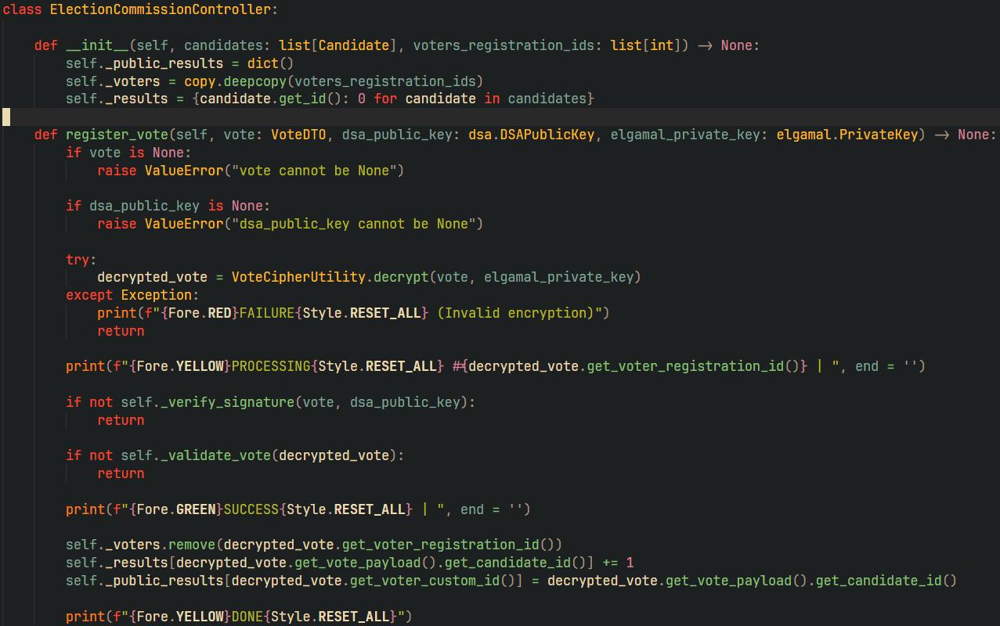 class ElectionCommissionController:
def __init__(self, candidates: list[Candidate], voters_registration_ids: list[int]) -> None:
self._public_results = dict()
self._voters = copy.deepcopy(voters_registration_ids)
self._results = {candidate.get_id(): 0 for candidate in candidates}
def register_vote(self, vote: VoteDTO, dsa_public_key: dsa.DSAPublicKey, elgamal_private_key: elgamal.PrivateKey) -> None:
if vote is None:
raise ValueError("vote cannot be None")
if dsa_public_key is None:
raise ValueError("dsa_public_key cannot be None")
try:
decrypted_vote = VoteCipherUtility.decrypt(vote, elgamal_private_key)
except Exception:
print(f"{Fore.RED}FAILURE{Style.RESET_ALL} (Invalid encryption)")
return
print(f"{Fore.YELLOW}PROCESSING{Style.RESET_ALL} #{decrypted_vote.get_voter_registration_id()} | ", end = '')
if not self._verify_signature(vote, dsa_public_key):
return
if not self._validate_vote(decrypted_vote):
return
print(f"{Fore.GREEN}SUCCESS{Style.RESET_ALL} | ", end = '')
self._voters.remove(decrypted_vote.get_voter_registration_id())
self._results[decrypted_vote.get_vote_payload().get_candidate_id()] += 1
self._public_results[decrypted_vote.get_voter_custom_id()] = decrypted_vote.get_vote_payload().get_candidate_id()
print(f"{Fore.YELLOW}DONE{Style.RESET_ALL}")